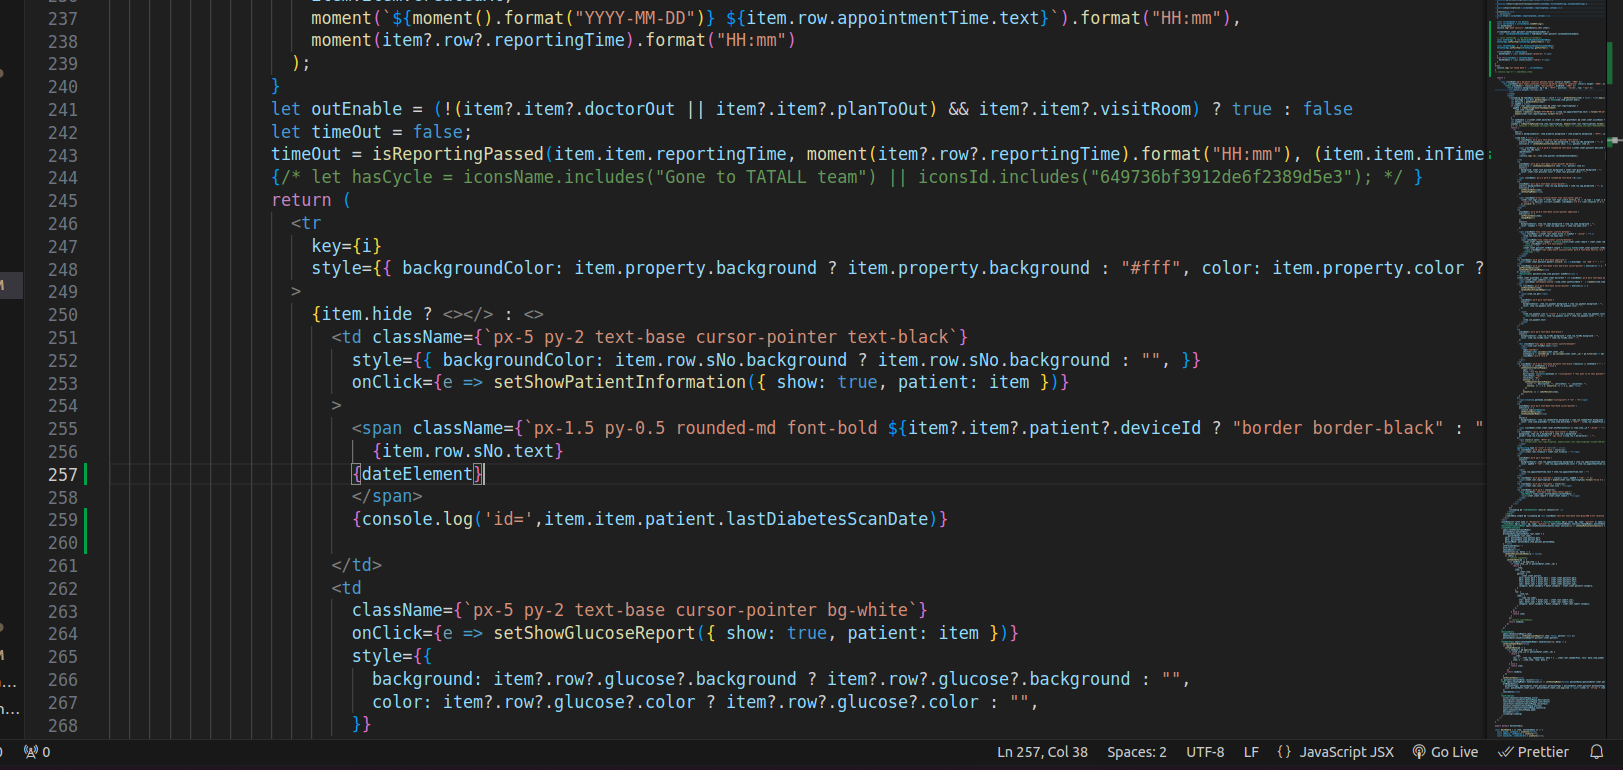 237 moment(`${moment().format("YYYY-MM-DD")} ${item.row.appointmentTime.text}`).format("HH:mm"),
238 moment(item?.row?.reportingTime).format("HH:mm")
239 );
240 }
241 let outEnable = (!(item?.item?.doctorOut || item?.item?.planToOut) && item?.item?.visitRoom) ? true : false
242 let timeOut = false;
243 timeOut = isReportingPassed(item.item.reportingTime, moment(item?.row?.reportingTime).format("HH:mm"), (item.item.inTime
244 {/* let hasCycle = iconsName.includes("Gone to TATALL team") || iconsId.includes("649736bf3912de6f2389d5e3"); */ }
245 return (
246 <tr
247 key={i}
248 style={{ backgroundColor: item.property.background ? item.property.background : "#fff", color: item.property.color ?
249 >
250 {item.hide ? <></> : <>
251 <td className={`px-5 py-2 text-base cursor-pointer text-black`}
252 style={{ backgroundColor: item.row.sNo.background ? item.row.sNo.background : "", }}
253 onClick={e => setShowPatientInformation({ show: true, patient: item })}
254 >
255 <span className={`px-1.5 py-0.5 rounded-md font-bold ${item?.item?.patient?.deviceId ? "border border-black" : "
256 {item.row.sNo.text}
257 {dateElement}
258 </span>
259 {console.log('id=',item.item.patient.lastDiabetesScanDate)}
260
261 </td>
262 <td
263 className={`px-5 py-2 text-base cursor-pointer bg-white`}
264 onClick={e => setShowGlucoseReport({ show: true, patient: item })}
265 style={{
266 background: item?.row?.glucose?.background ? item?.row?.glucose?.background : "",
267 color: item?.row?.glucose?.color ? item?.row?.glucose?.color : "",
268 }}
0 Ln 257, Col 38 Spaces: 2 UTF-8 LF {} JavaScript JSX Go Live Prettier